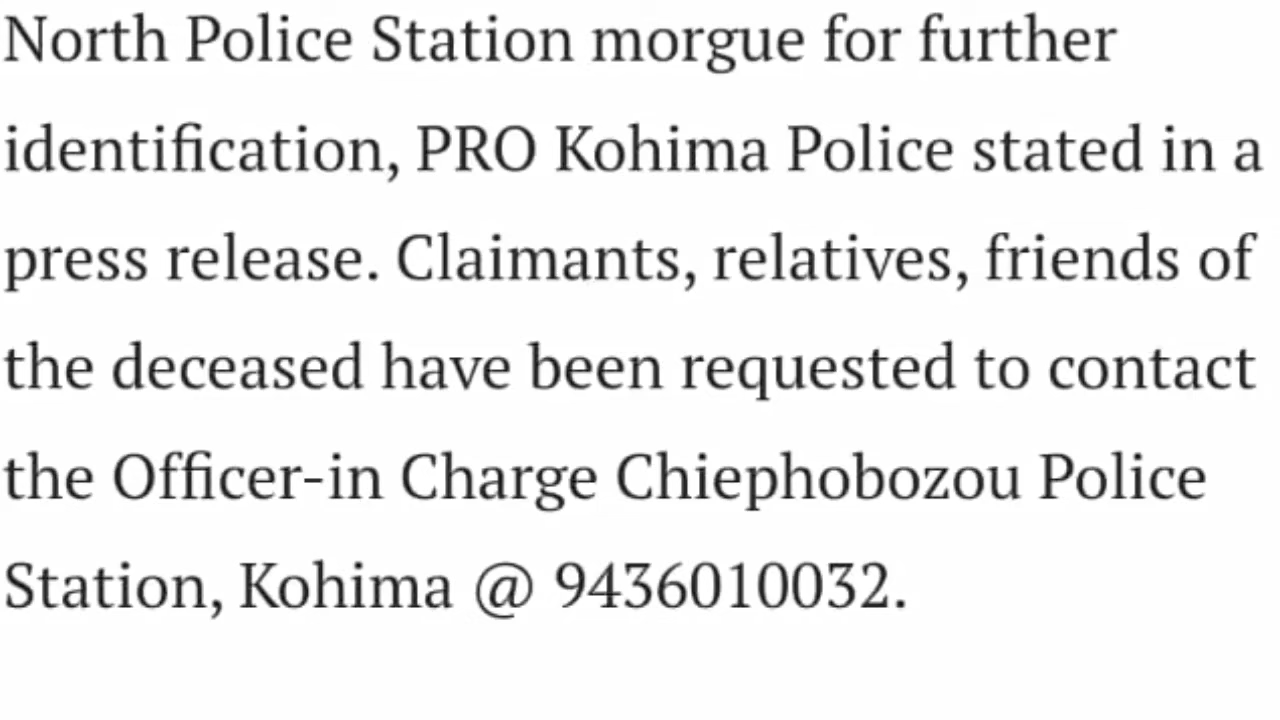 North Police Station morgue for further
identification, PRO Kohima Police stated in a
press release. Claimants, relatives, friends of
the deceased have been requested to contact
the Officer-in Charge Chiephobozou Police
Station, Kohima @ 9436010032.